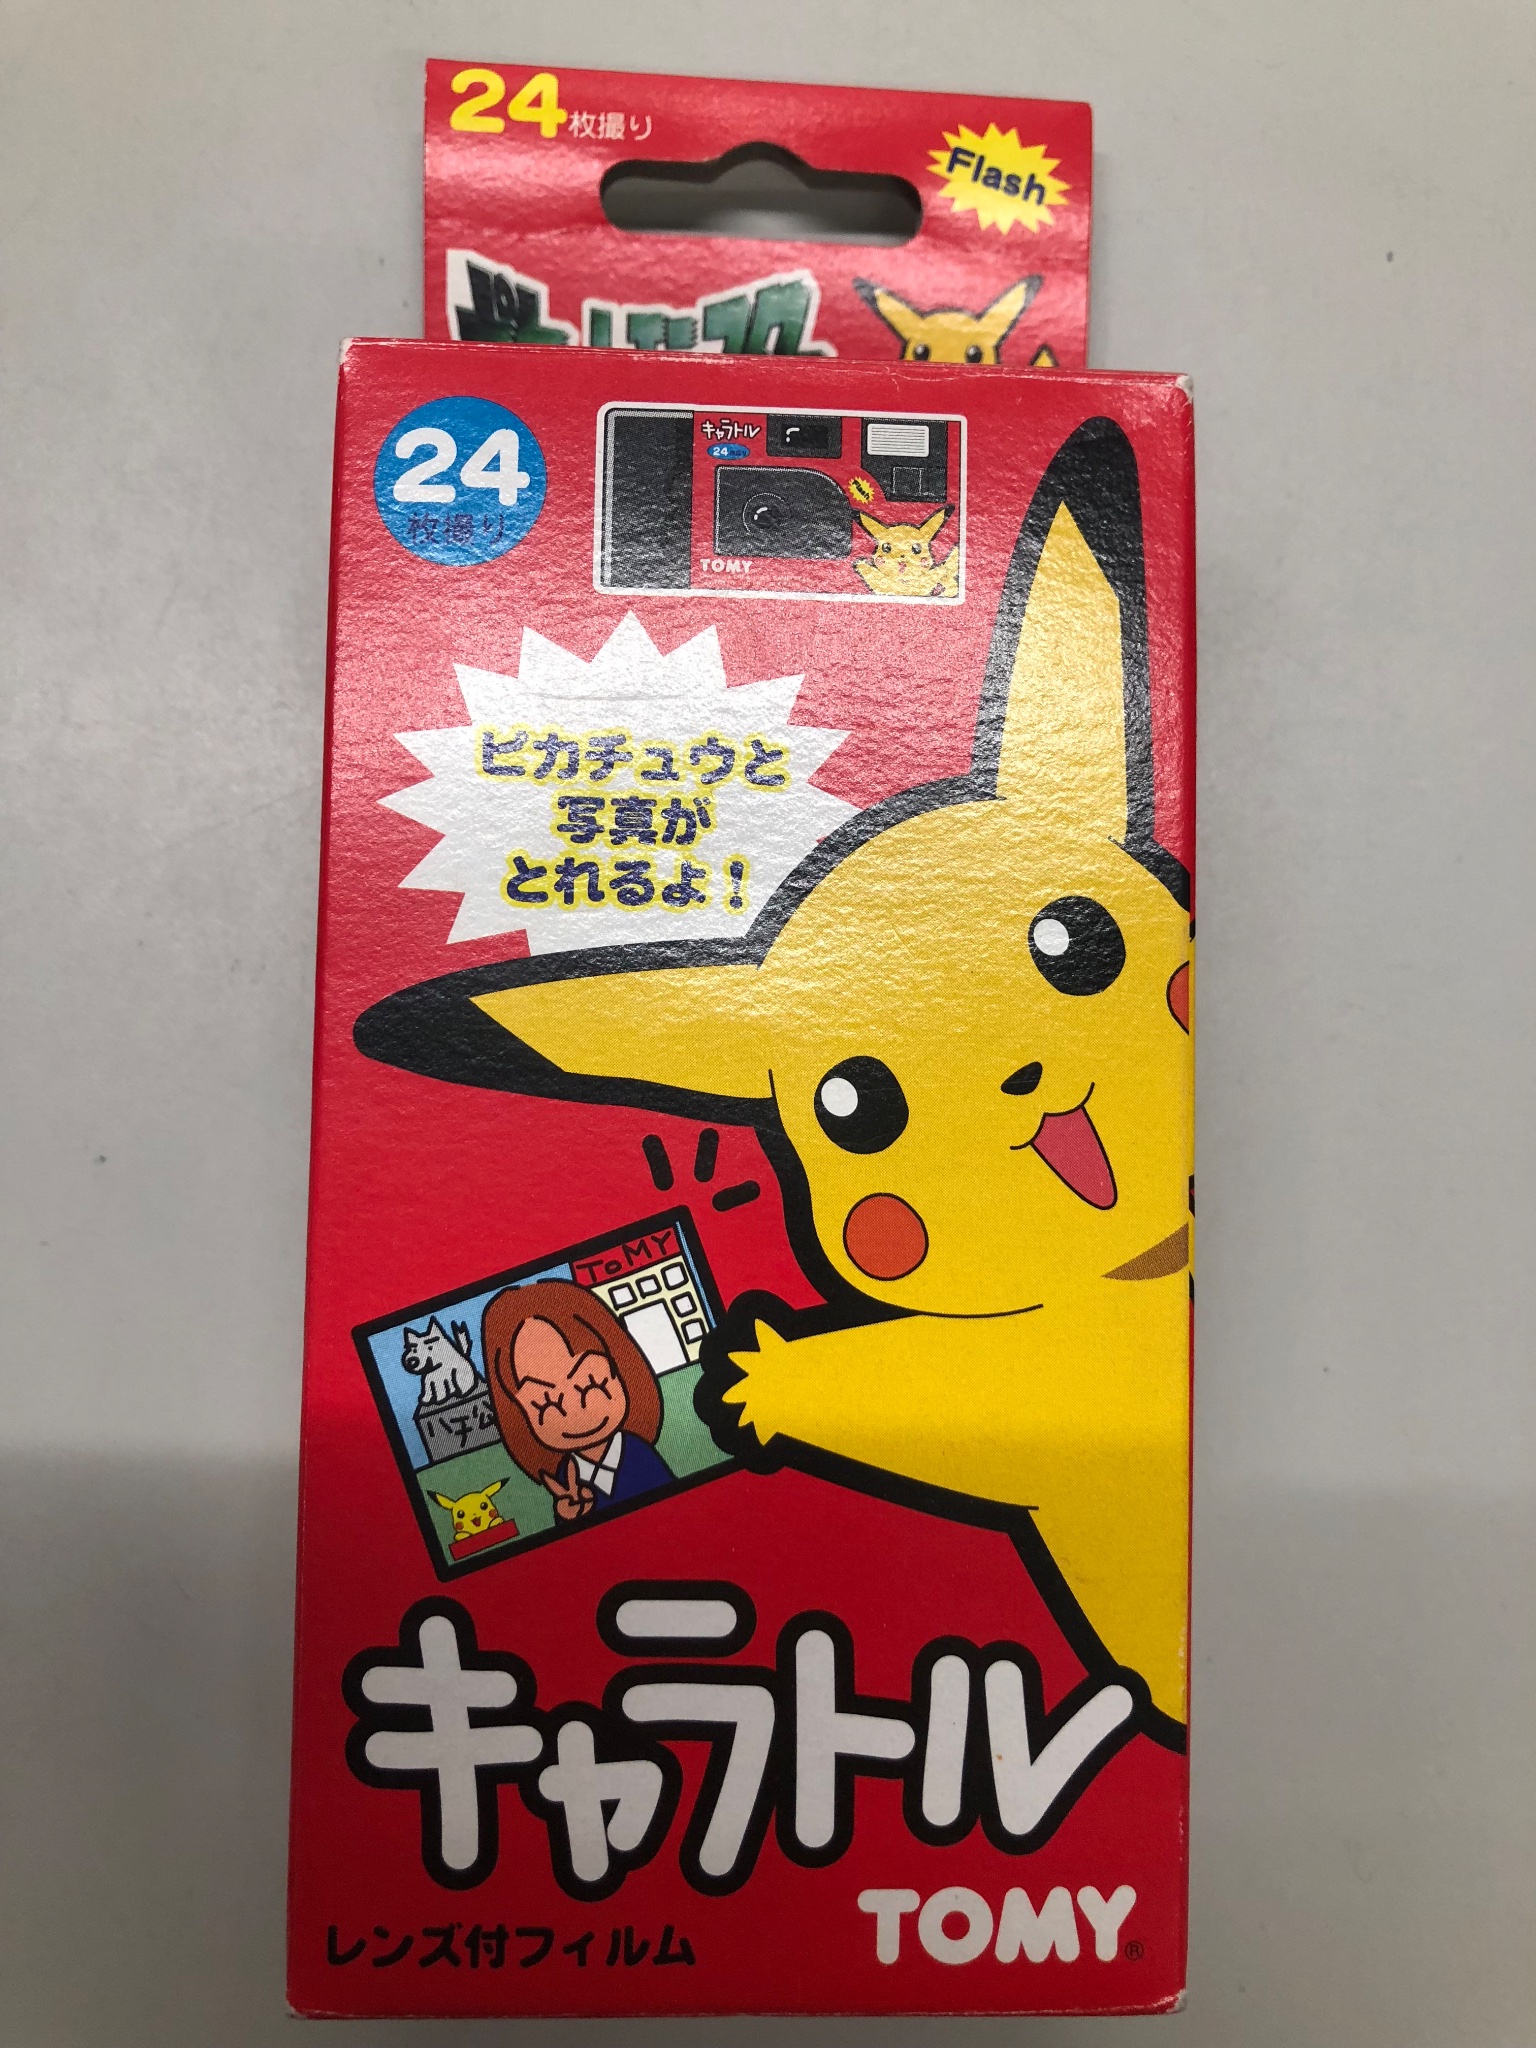 24枚撮り
Flash
24
枚撮り
キャラトル
24枚撮り
Flash
TOMY
ピカチュウと
写真が
とれるよ!
ToMY
ハチ公
キャラトル
レンズ付フィルム
TOMY®